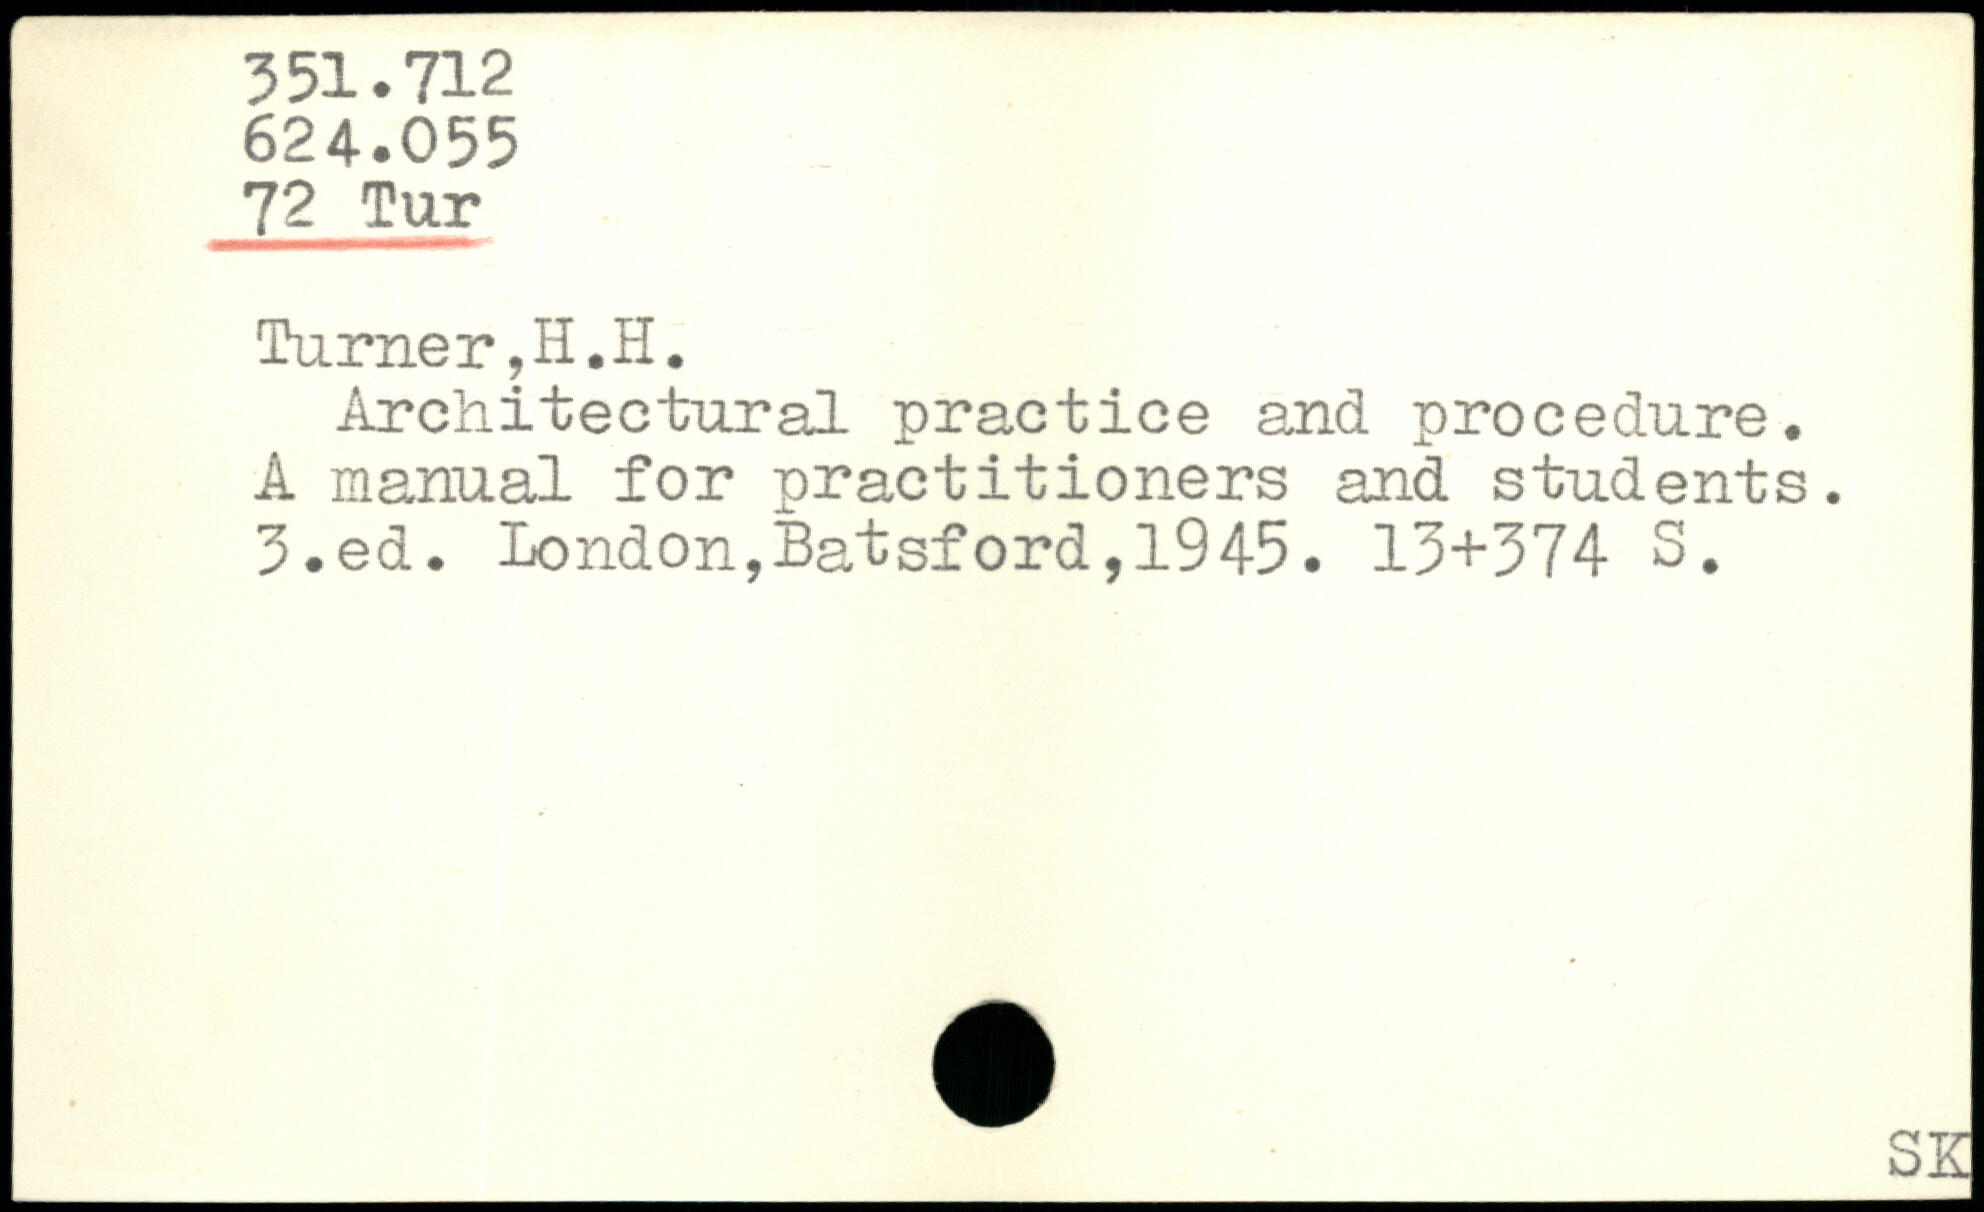 351.712
624.055
72 Tur
Turner,H.H.
Architectural practice and procedure.
A manual for practitioners and students.
3.ed. London,Batsford,1945. 13+374 S.
SK